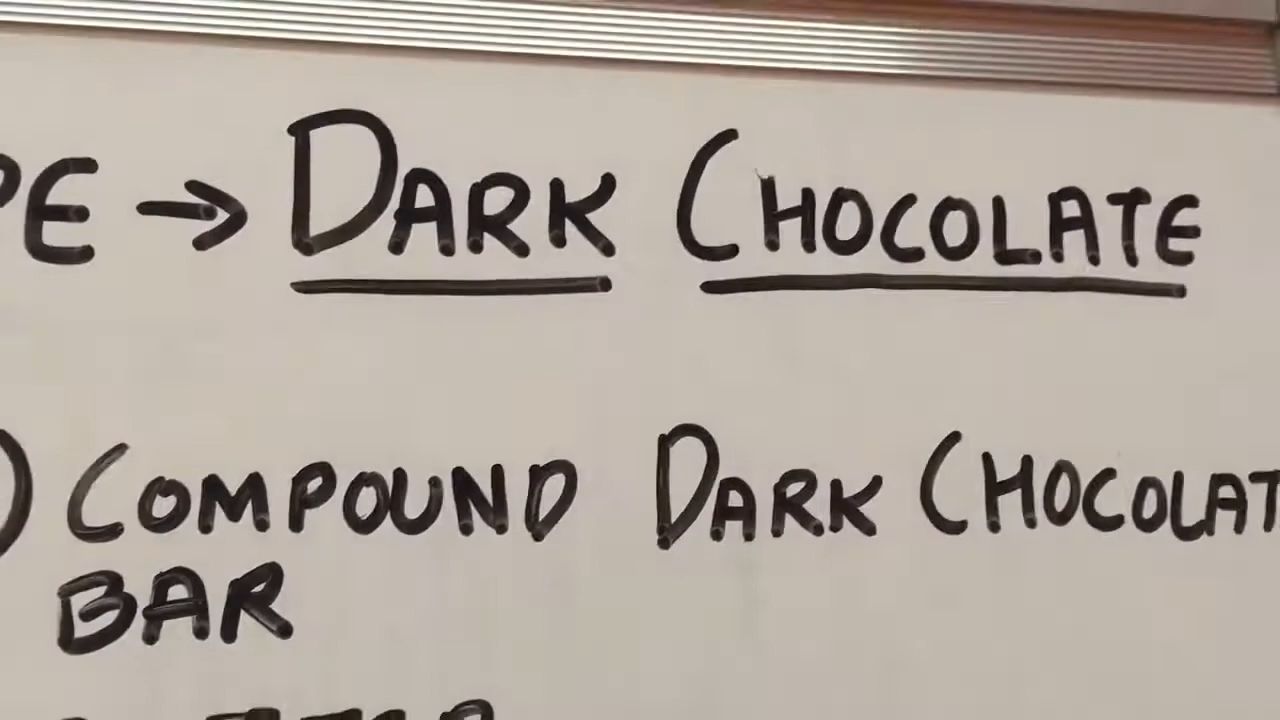 PE → DARK CHOCOLATE
) COMPOUND DARK CHOCOLAT
BAR